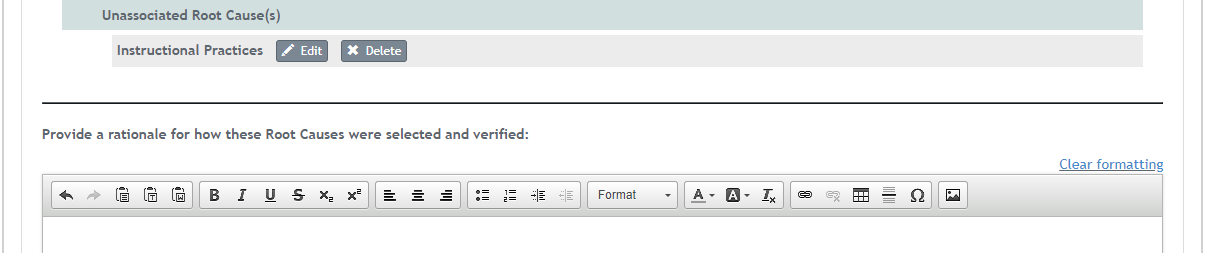 Unassociated Root Cause(s)
Instructional Practices Edit Delete
Provide a rationale for how these Root Causes were selected and verified:
Clear formatting
B I U S x₂ x² Format A A Tx Ω